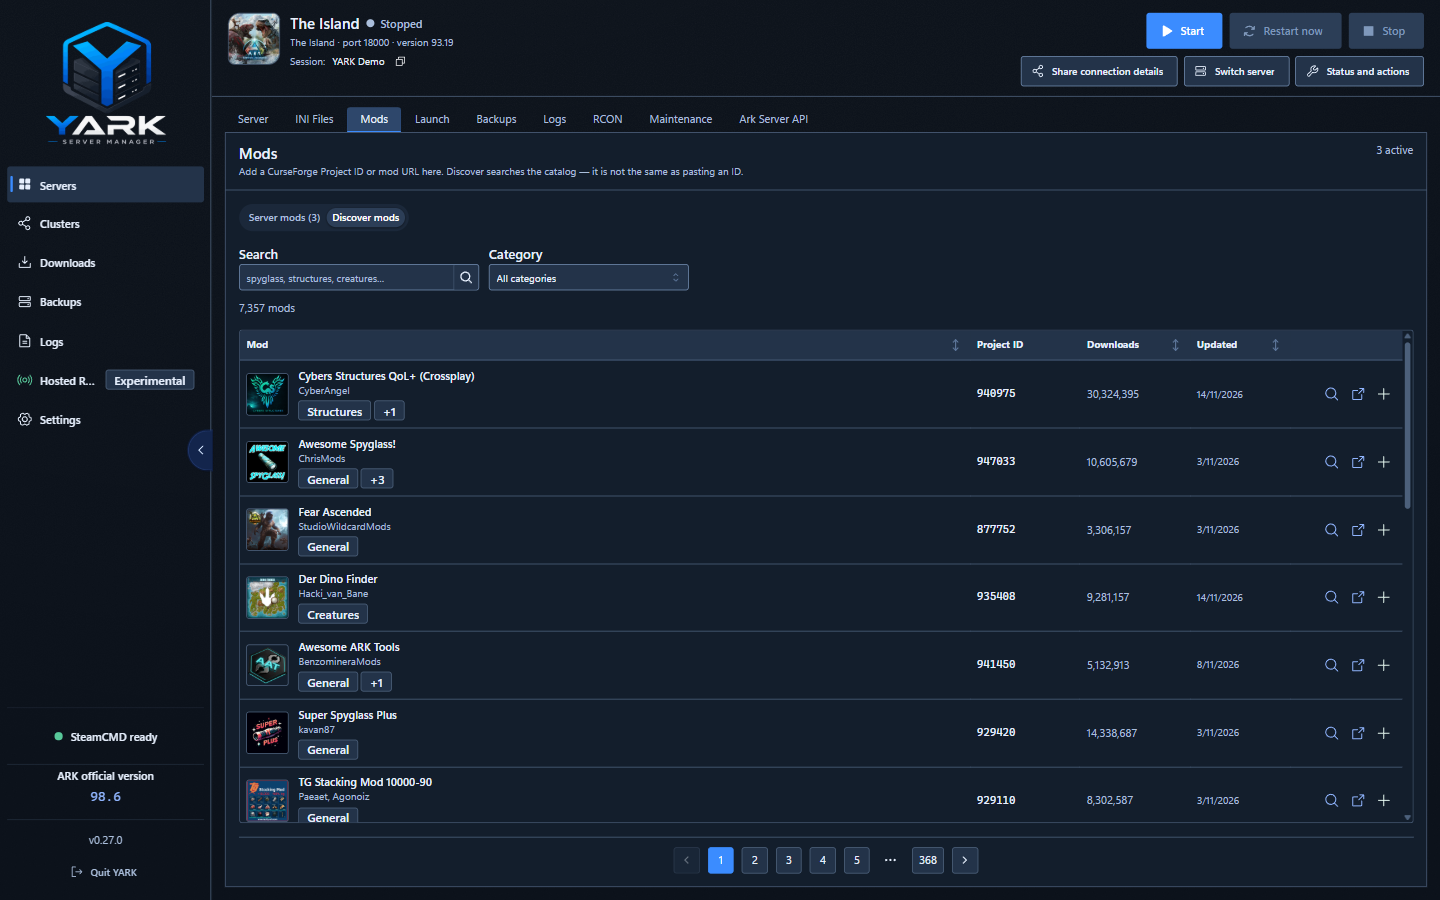 YARK
SERVER MANAGER
Servers
Clusters
Downloads
Backups
Logs
Hosted R... Experimental
Settings
SteamCMD ready
ARK official version
98.6
v0.27.0
Quit YARK
The Island Stopped
The Island · port 18000 · version 93.19
Session: YARK Demo
Start Restart now Stop
Share connection details Switch server Status and actions
Server INI Files Mods Launch Backups Logs RCON Maintenance Ark Server API
Mods
3 active
Add a CurseForge Project ID or mod URL here. Discover searches the catalog — it is not the same as pasting an ID.
Server mods (3) Discover mods
Search Category
spyglass, structures, creatures... All categories
7,357 mods
Mod Project ID Downloads Updated
Cybers Structures QoL+ (Crossplay)
CyberAngel
Structures +1
940975 30,324,395 14/11/2026
Awesome Spyglass!
ChrisMods
General +3
947033 10,605,679 3/11/2026
Fear Ascended
StudioWildcardMods
General
877752 3,306,157 3/11/2026
Der Dino Finder
Hacki_van_Bane
Creatures
935408 9,281,157 14/11/2026
Awesome ARK Tools
BenzomineraMods
General +1
941450 5,132,913 8/11/2026
Super Spyglass Plus
kavan87
General
929420 14,338,687 3/11/2026
TG Stacking Mod 10000-90
Paeaet, Agonoiz
General
929110 8,302,587 3/11/2026
1 2 3 4 5 ··· 368